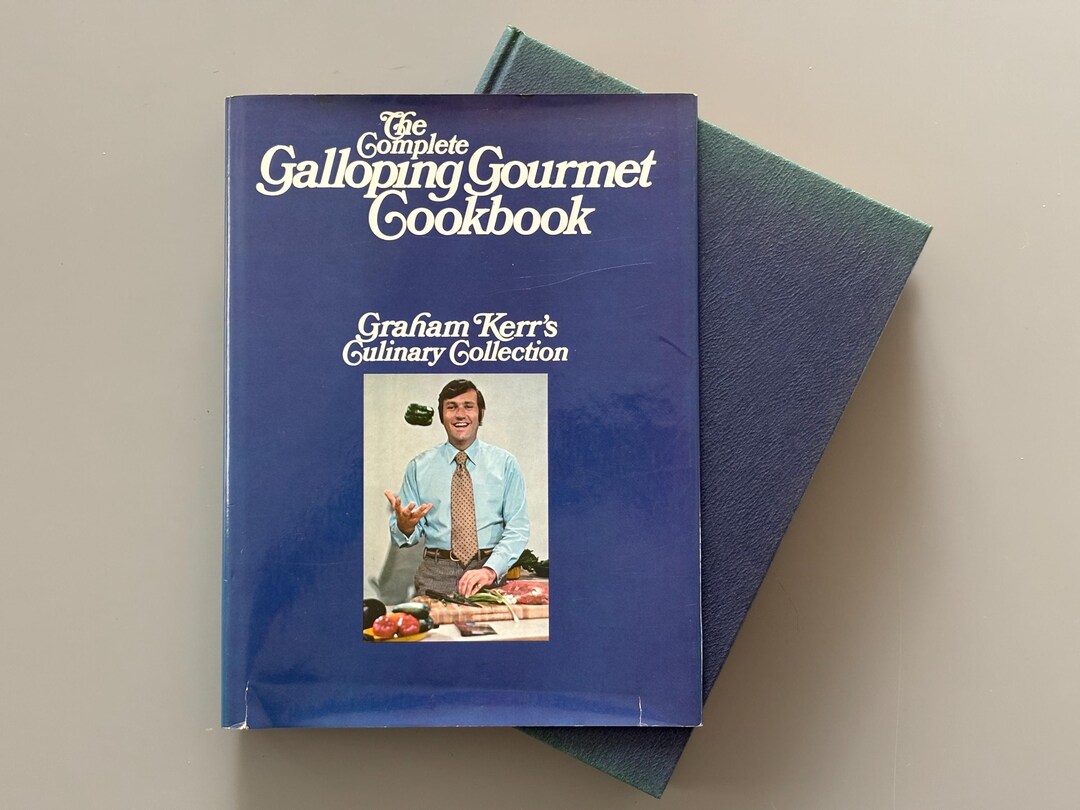 The
Complete
Galloping Gourmet
Cookbook
Graham Kerr's
Culinary Collection